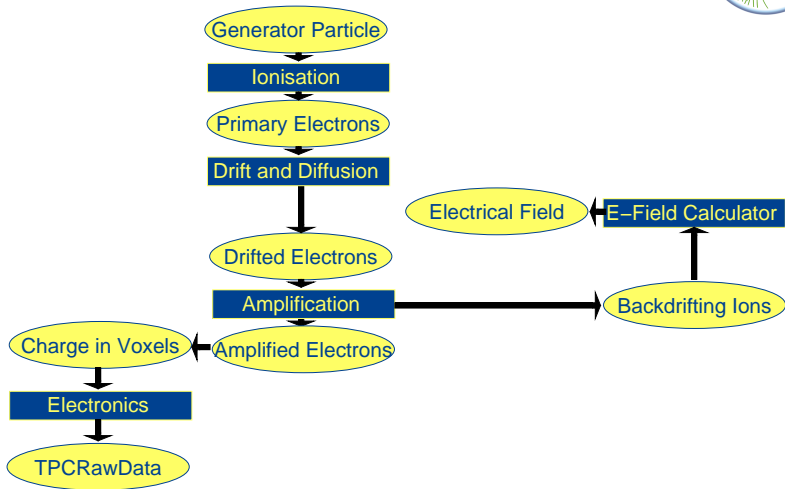 Generator Particle
Ionisation
Primary Electrons
Drift and Diffusion
Electrical Field
E−Field Calculator
Drifted Electrons
Amplification
Backdrifting Ions
Charge in Voxels
Amplified Electrons
Electronics
TPCRawData